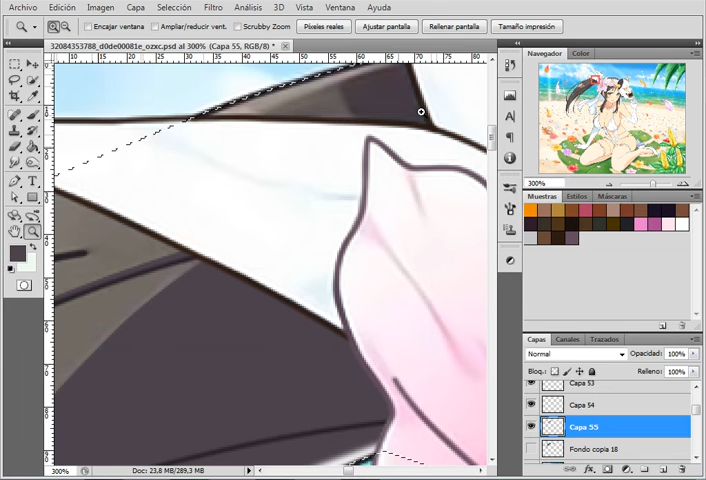 Archivo Edición Imagen Capa Selección Filtro Análisis 3D Vista Ventana Ayuda
Encajar ventana Ampliar/reducir vent. Scrubby Zoom Píxeles reales Ajustar pantalla Rellenar pantalla Tamaño impresión
32084353788_d0de00081e_ozxc.psd al 300% (Capa 55, RGB/8) *
Navegador Color
300%
Muestras Estilos Máscaras
Capas Canales Trazados
Normal Opacidad: 100%
Bloq.: Relleno: 100%
Capa 53
Capa 54
Capa 55
Fondo copia 18
300% Doc: 23,8 MB/289,3 MB